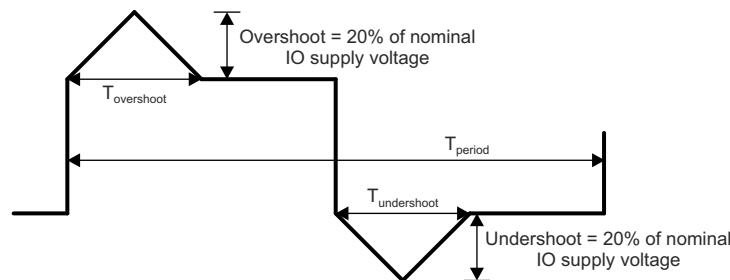 Overshoot = 20% of nominal
IO supply voltage
Tovershoot
Tperiod
Tundershoot
Undershoot = 20% of nominal
IO supply voltage